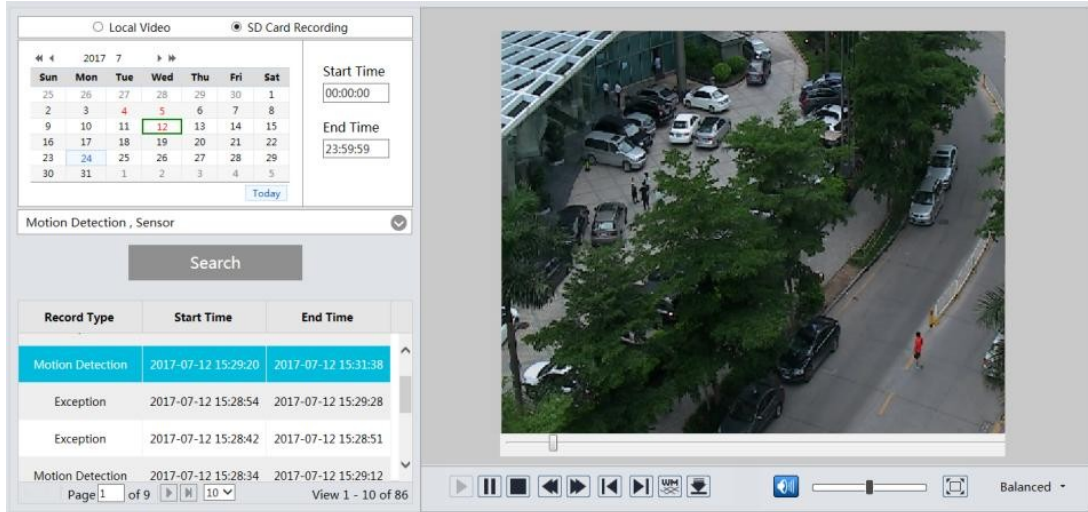 Local Video SD Card Recording
2017 7
Sun Mon Tue Wed Thu Fri Sat
25 26 27 28 29 30 1
2 3 4 5 6 7 8
9 10 11 12 13 14 15
16 17 18 19 20 21 22
23 24 25 26 27 28 29
30 31 1 2 3 4 5
Today
Start Time
00:00:00
End Time
23:59:59
Motion Detection , Sensor
Search
Record Type Start Time End Time
Motion Detection 2017-07-12 15:29:20 2017-07-12 15:31:38
Exception 2017-07-12 15:28:54 2017-07-12 15:29:28
Exception 2017-07-12 15:28:42 2017-07-12 15:28:51
Motion Detection 2017-07-12 15:28:34 2017-07-12 15:29:12
Page 1 of 9 10 View 1 - 10 of 86
WM
Balanced